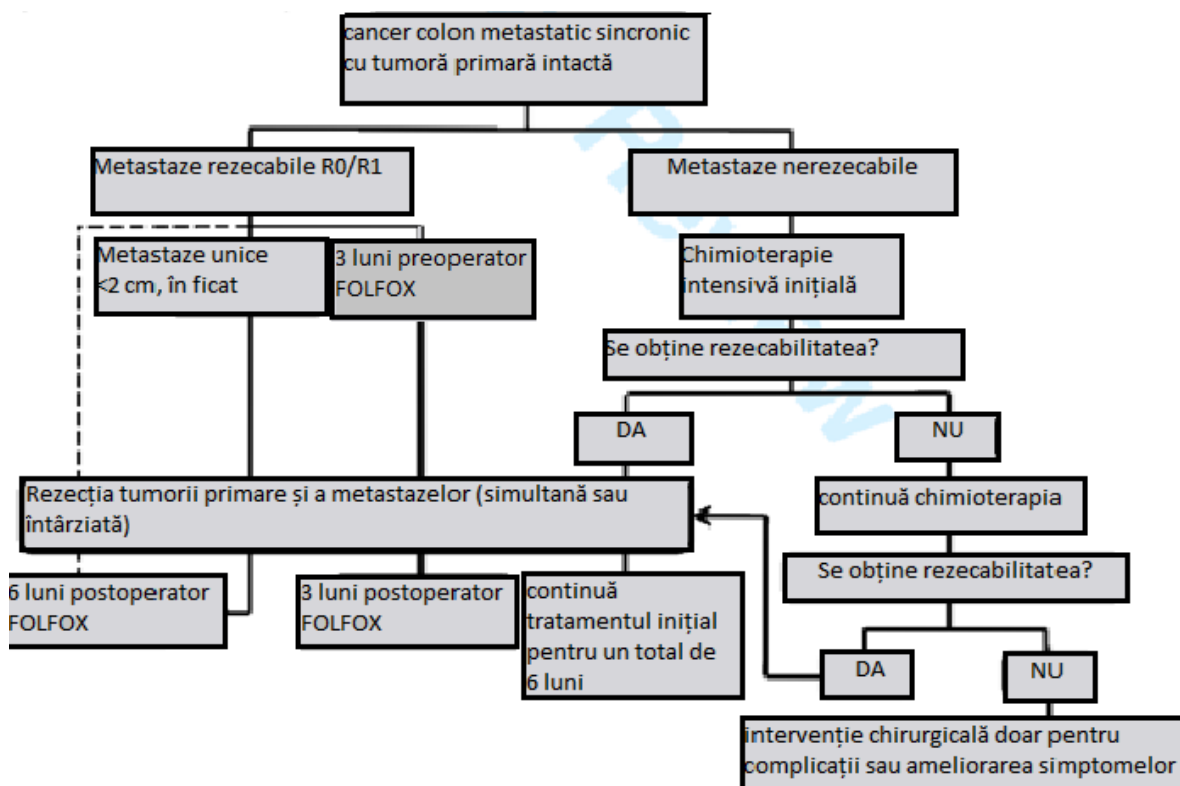 cancer colon metastatic sincronic
cu tumoră primară intactă
Metastaze rezecabile R0/R1
Metastaze nerezecabile
Metastaze unice
<2 cm, în ficat
3 luni preoperator
FOLFOX
Chimioterapie
intensivă inițială
Se obține rezecabilitatea?
DA
NU
Rezecția tumorii primare și a metastazelor (simultană sau
întârziată)
continuă chimioterapia
Se obține rezecabilitatea?
6 luni postoperator
FOLFOX
3 luni postoperator
FOLFOX
continuă
tratamentul inițial
pentru un total de
6 luni
DA
NU
intervenție chirurgicală doar pentru
complicații sau ameliorarea simptomelor